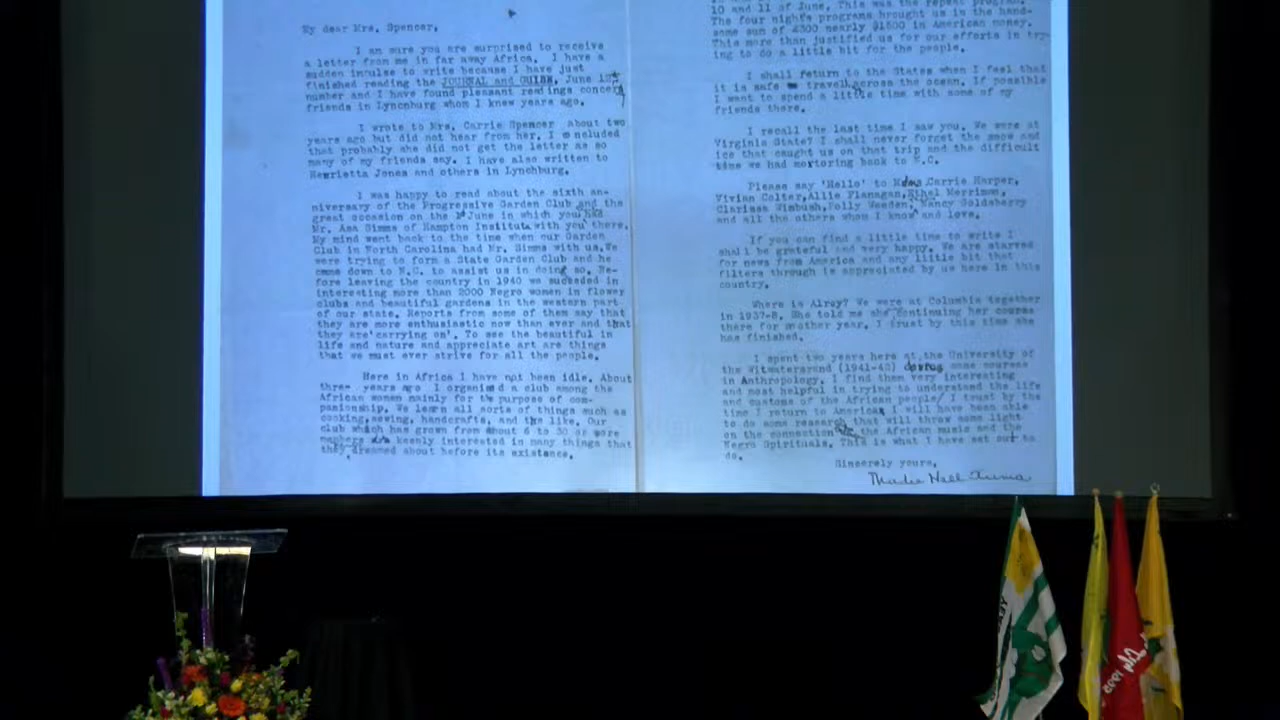 My dear Mrs. Spencer,
I am sure you are surprised to receive
a letter from me in far away Africa. I have a
sudden impulse to write because I have just
finished reading the JOURNAL and GUIDE, June
number and I have found pleasant readings concern
friends in Lynchburg whom I knew years ago.
I wrote to Mrs. Carrie Spencer about two
years ago but did not hear from her. I concluded
that probably she did not get the letter as so
many of my friends say. I have also written to
Henrietta Jones and others in Lynchburg.
I was happy to read about the sixth an-
niversary of the Progressive Garden Club and the
great occasion on the June in which you had
Mr. Asa Simms of Hampton Institute with you there.
My mind went back to the time when our Garden
Club in North Carolina had Mr. Simms with us. We
were trying to form a State Garden Club and he
came down to N.C. to assist us in doing so. Be-
fore leaving the country in 1940 we succeded in
interesting more than 2000 Negro women in flower
clubs and beautiful gardens in the western part
of our state. Reports from some of them say that
they are more enthusiastic now than ever and that
they are 'carrying on'. To see the beautiful in
life and nature and appreciate art are things
that we must ever strive for all the people.
Here in Africa I have not been idle. About
three years ago I organized a club among the
African women mainly for the purpose of com-
panionship. We learn all sorts of things such as
cooking, sewing, handcrafts, and the like. Our
club which has grown from about 6 to 30 or more
members are keenly interested in many things that
they dreamed about before its existance.
10 and 11 of June. This was the repeat program.
The four night's programs brought us in the hand-
some sum of £300 nearly $1500 in American money.
This more than justified us for our efforts in try-
ing to do a little bit for the people.
I shall return to the States when I feel that
it is safe travel across the ocean. If possible
I want to spend a little time with some of my
friends there.
I recall the last time I saw you. We were at
Virginia State? I shall never forget the snow and
ice that caught us on that trip and the difficult
time we had motoring back to N.C.
Please say 'Hello' to Mdms. Carrie Harper,
Vivian Colter, Allie Flanagan, Ethel Merriman,
Clarissa Wimbush, Polly Weeden, Nancy Goldsberry
and all the others whom I know and love.
If you can find a little time to write I
shall be grateful and very happy. We are starved
for news from America and any little bit that
filters through is appreciated by us here in this
country.
Where is Alroy? We were at Columbia together
in 1937-8. She told me she continuing her course
there for another year. I trust by this time she
has finished.
I spent two years here at the University of
the Witwatersrand (1941-43) doing some courses
in Anthropology. I find them very interesting
and most helpful in trying to understand the life
and customs of the African people/ I trust by the
time I return to America I will have been able
to do some research that will throw some light
on the connection the African music and the
Negro Spirituals. This is what I have set out to
do.
Sincerely yours,
Madie Hall Xuma